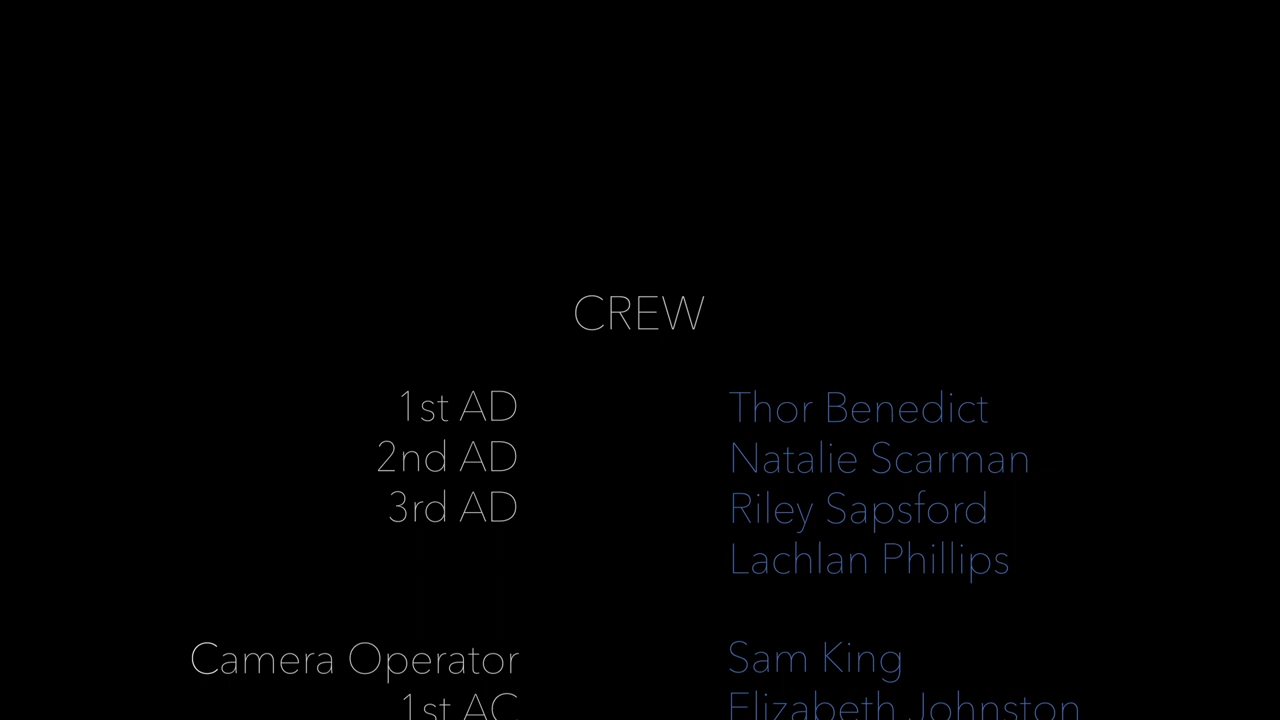 CREW
1st AD Thor Benedict
2nd AD Natalie Scarman
3rd AD Riley Sapsford
Lachlan Phillips
Camera Operator Sam King
1st AC Elizabeth Johnston